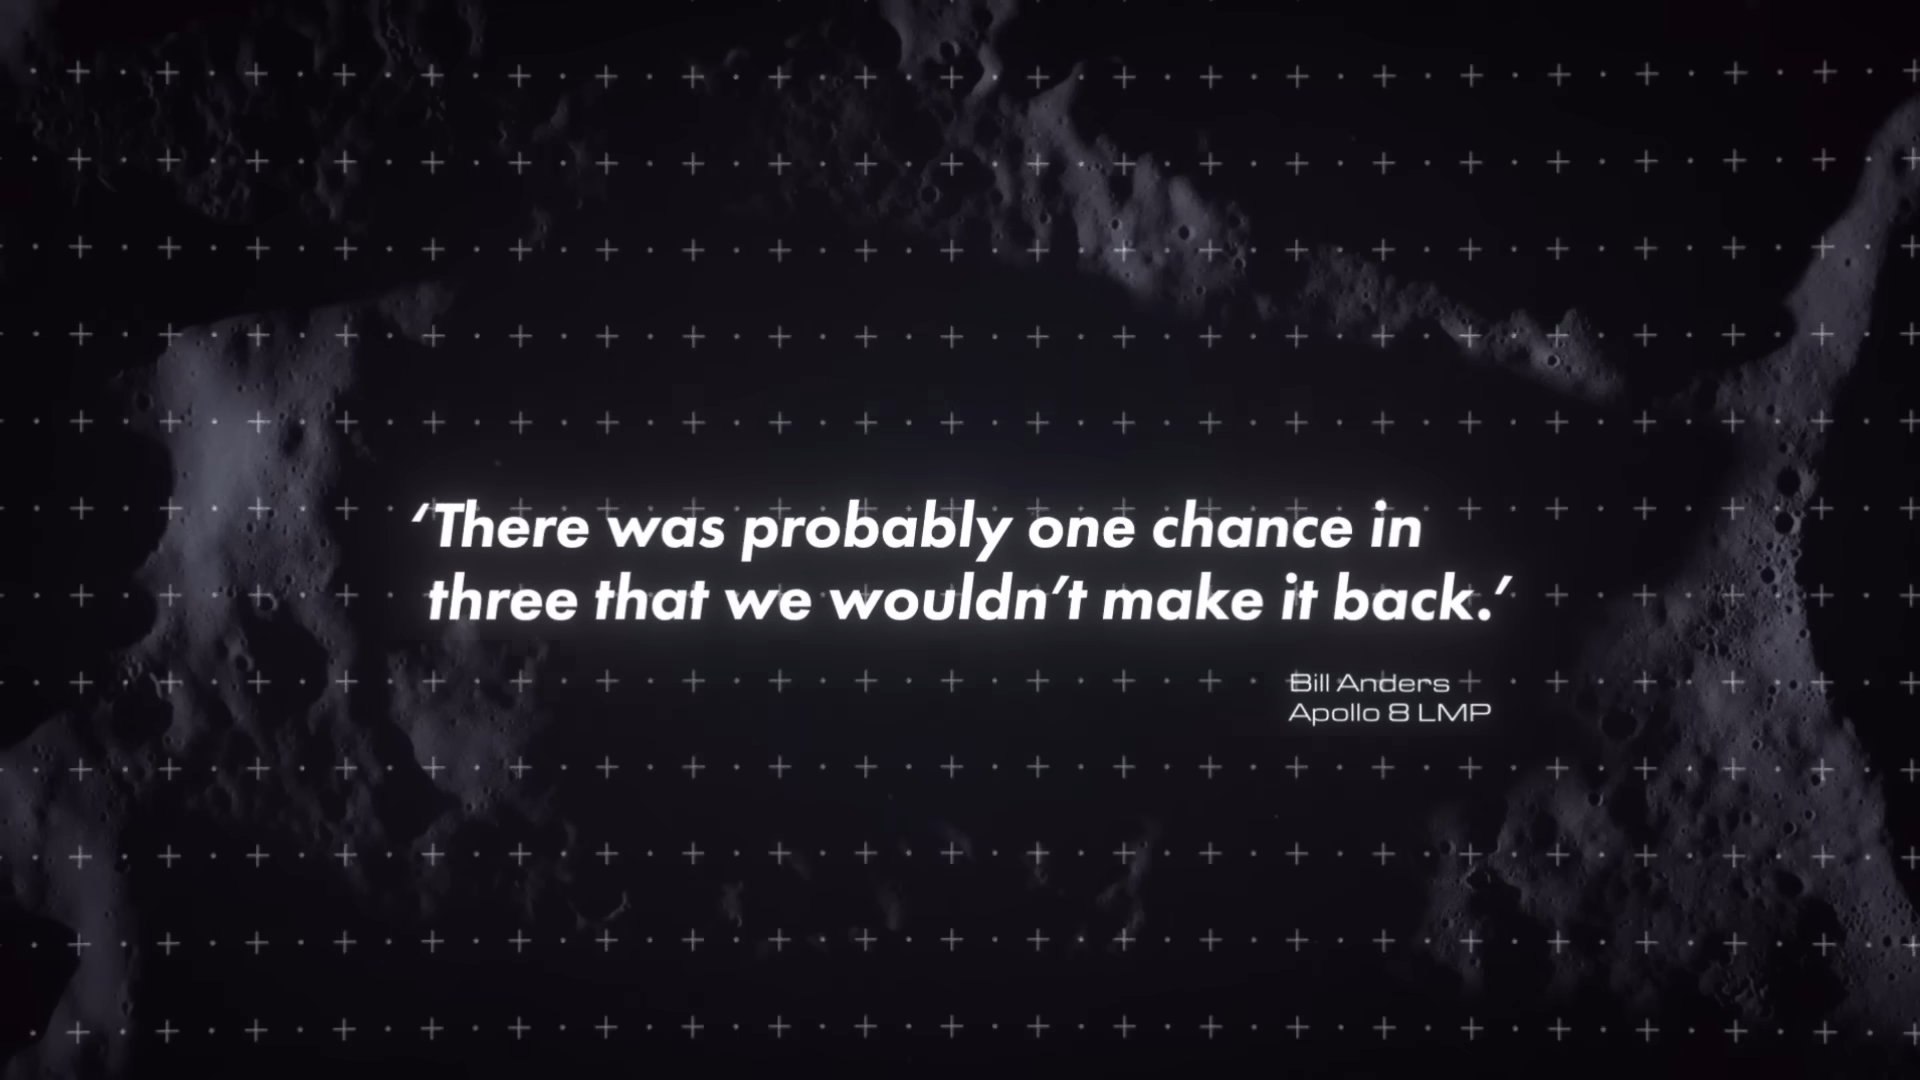 ‘There was probably one chance in
three that we wouldn’t make it back.’
Bill Anders
Apollo 8 LMP